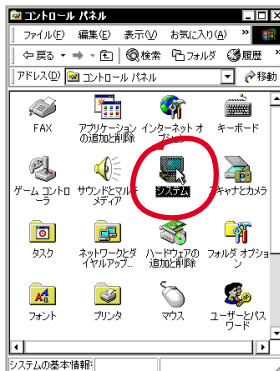 コントロール パネル
ファイル(F) 編集(E) 表示(V) お気に入り(A) »
戻る 検索 フォルダ 履歴 »
アドレス(D) コントロール パネル 移動
FAX
アプリケーション
の追加と削除
インターネット オ
プション
キーボード
ゲーム コントロ
ーラ
サウンドとマルチ
メディア
システム
スキャナとカメラ
タスク
ネットワークとダ
イヤルアップ...
ハードウェアの
追加と削除
フォルダ オプショ
ン
フォント
プリンタ
マウス
ユーザーとパス
ワード
システムの基本情報